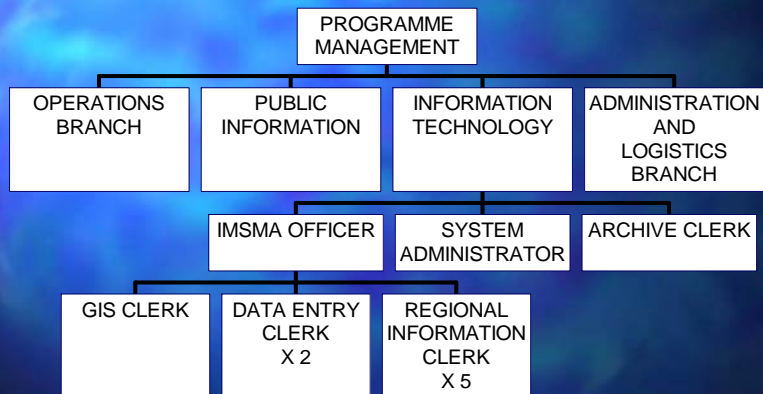 PROGRAMME
MANAGEMENT
OPERATIONS
BRANCH
PUBLIC
INFORMATION
INFORMATION
TECHNOLOGY
ADMINISTRATION
AND
LOGISTICS
BRANCH
IMSMA OFFICER
SYSTEM
ADMINISTRATOR
ARCHIVE CLERK
GIS CLERK
DATA ENTRY
CLERK
X 2
REGIONAL
INFORMATION
CLERK
X 5